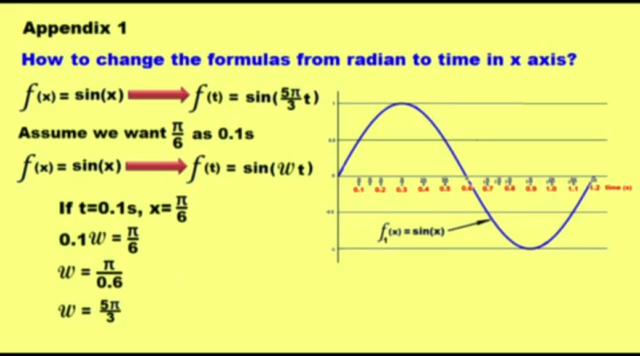 Appendix 1
How to change the formulas from radian to time in x axis?
f(x) = sin(x) → f(t) = sin(5π/3 t)
Assume we want π/6 as 0.1s
f(x) = sin(x) → f(t) = sin(w t)
If t=0.1s, x=π/6
0.1w = π/6
w = π/0.6
w = 5π/3
0.1 0.2 0.3 0.4 0.5 0.6 0.7 0.8 0.9 1.0 1.1 1.2 time (s)
f1(x) = sin(x)